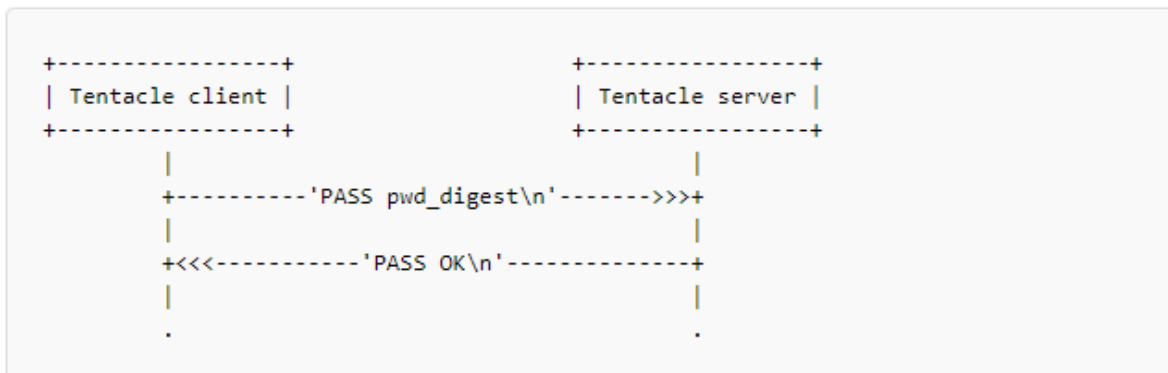 +-----------------+                      +-----------------+
| Tentacle client |                      | Tentacle server |
+-----------------+                      +-----------------+
         |                                        |
         +----------'PASS pwd_digest\n'------->>>+
         |                                        |
         +<<<-----------'PASS OK\n'--------------+
         |                                        |
         .                                        .